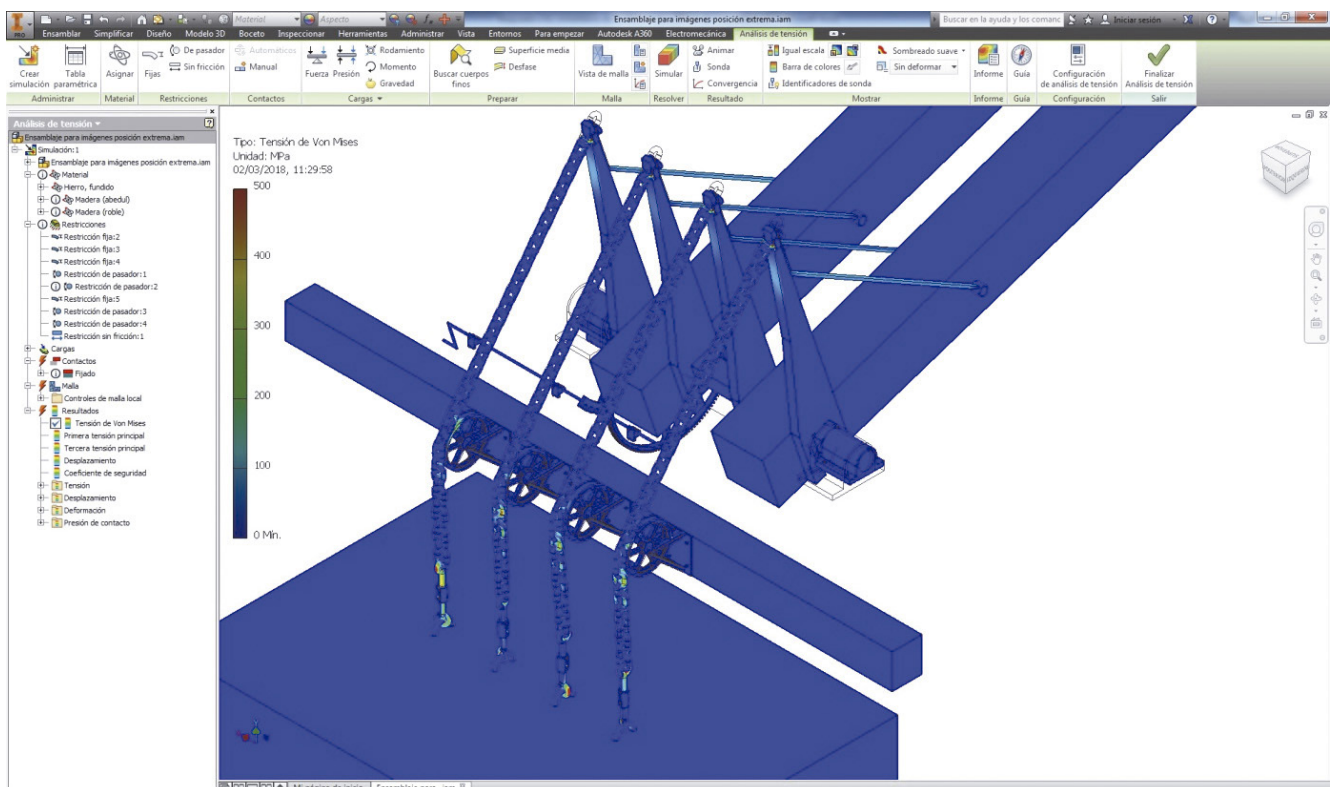 Material
Aspecto
Ensamblaje para imágenes posición extrema.iam
Buscar en la ayuda y los comanc
Iniciar sesión
PRO
Ensamblar Simplificar Diseño Modelo 3D Boceto Inspeccionar Herramientas Administrar Vista Entornos Para empezar Autodesk A360 Electromecánica Análisis de tensión
Crear simulación
Tabla paramétrica
Asignar
Fijas
De pasador
Sin fricción
Automáticos
Manual
Fuerza
Presión
Rodamiento
Momento
Gravedad
Buscar cuerpos finos
Superficie media
Desfase
Vista de malla
Simular
Animar
Sonda
Convergencia
Igual escala
Barra de colores
Identificadores de sonda
Sombreado suave
Sin deformar
Informe
Guía
Configuración de análisis de tensión
Finalizar Análisis de tensión
Administrar Material Restricciones Contactos Cargas Preparar Malla Resolver Resultado Mostrar Informe Guía Configuración Salir
Análisis de tensión
Ensamblaje para imágenes posición extrema.iam
Simulación:1
Ensamblaje para imágenes posición extrema.iam
Material
Hierro, fundido
Madera (abedul)
Madera (roble)
Restricciones
Restricción fija:2
Restricción fija:3
Restricción fija:4
Restricción de pasador:1
Restricción de pasador:2
Restricción fija:5
Restricción de pasador:3
Restricción de pasador:4
Restricción sin fricción:1
Cargas
Contactos
Fijado
Malla
Controles de malla local
Resultados
Tensión de Von Mises
Primera tensión principal
Tercera tensión principal
Desplazamiento
Coeficiente de seguridad
Tensión
Desplazamiento
Deformación
Presión de contacto
Tipo: Tensión de Von Mises
Unidad: MPa
02/03/2018, 11:29:58
500
400
300
200
100
0 Mín.